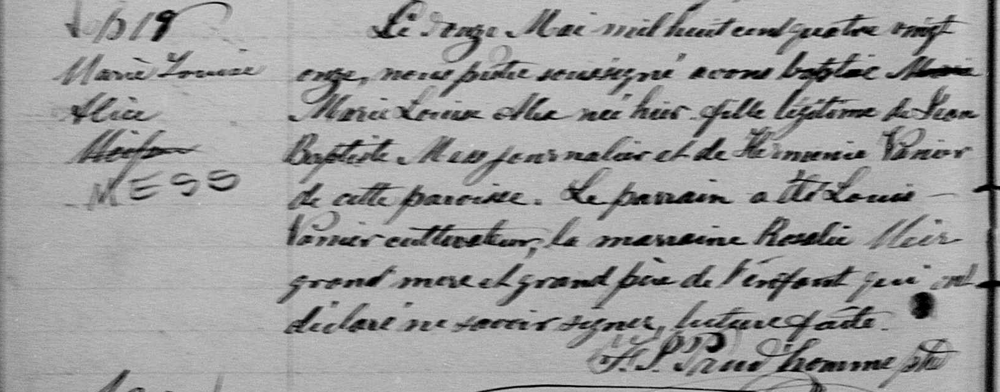 p 19
Marie Louise
Alice
MESS
Le douze Mai mil huit cent quatre vingt
onze, nous prêtre soussigné avons baptisé Marie
Marie Louise Alice née hier fille légitime de Jean
Baptiste Mess journalier et de Herménie Vanier
de cette paroisse. Le parrain a été Louis
Vanier cultivateur, la marraine Rosalie
grand mere et grand père de l'enfant qui ont
déclaré ne savoir signer, lecture faite.
F. P. Prud'homme ptre